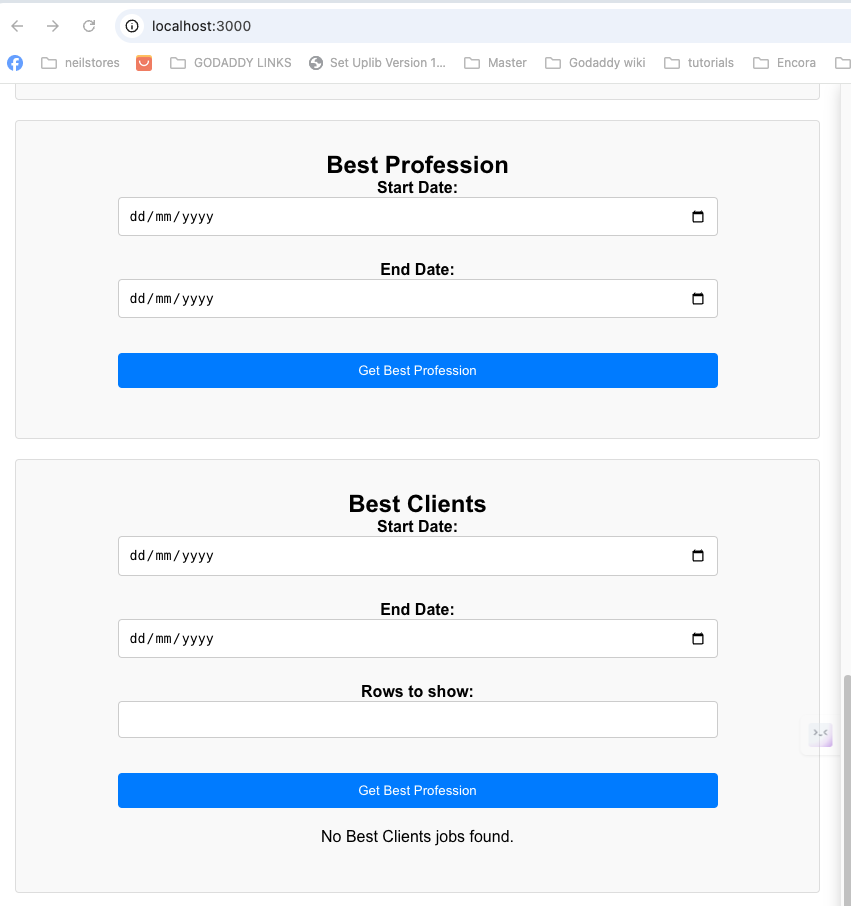 localhost:3000
neilstores GODADDY LINKS Set Uplib Version 1... Master Godaddy wiki tutorials Encora
Best Profession
Start Date:
dd/mm/yyyy
End Date:
dd/mm/yyyy
Get Best Profession
Best Clients
Start Date:
dd/mm/yyyy
End Date:
dd/mm/yyyy
Rows to show:
Get Best Profession
No Best Clients jobs found.